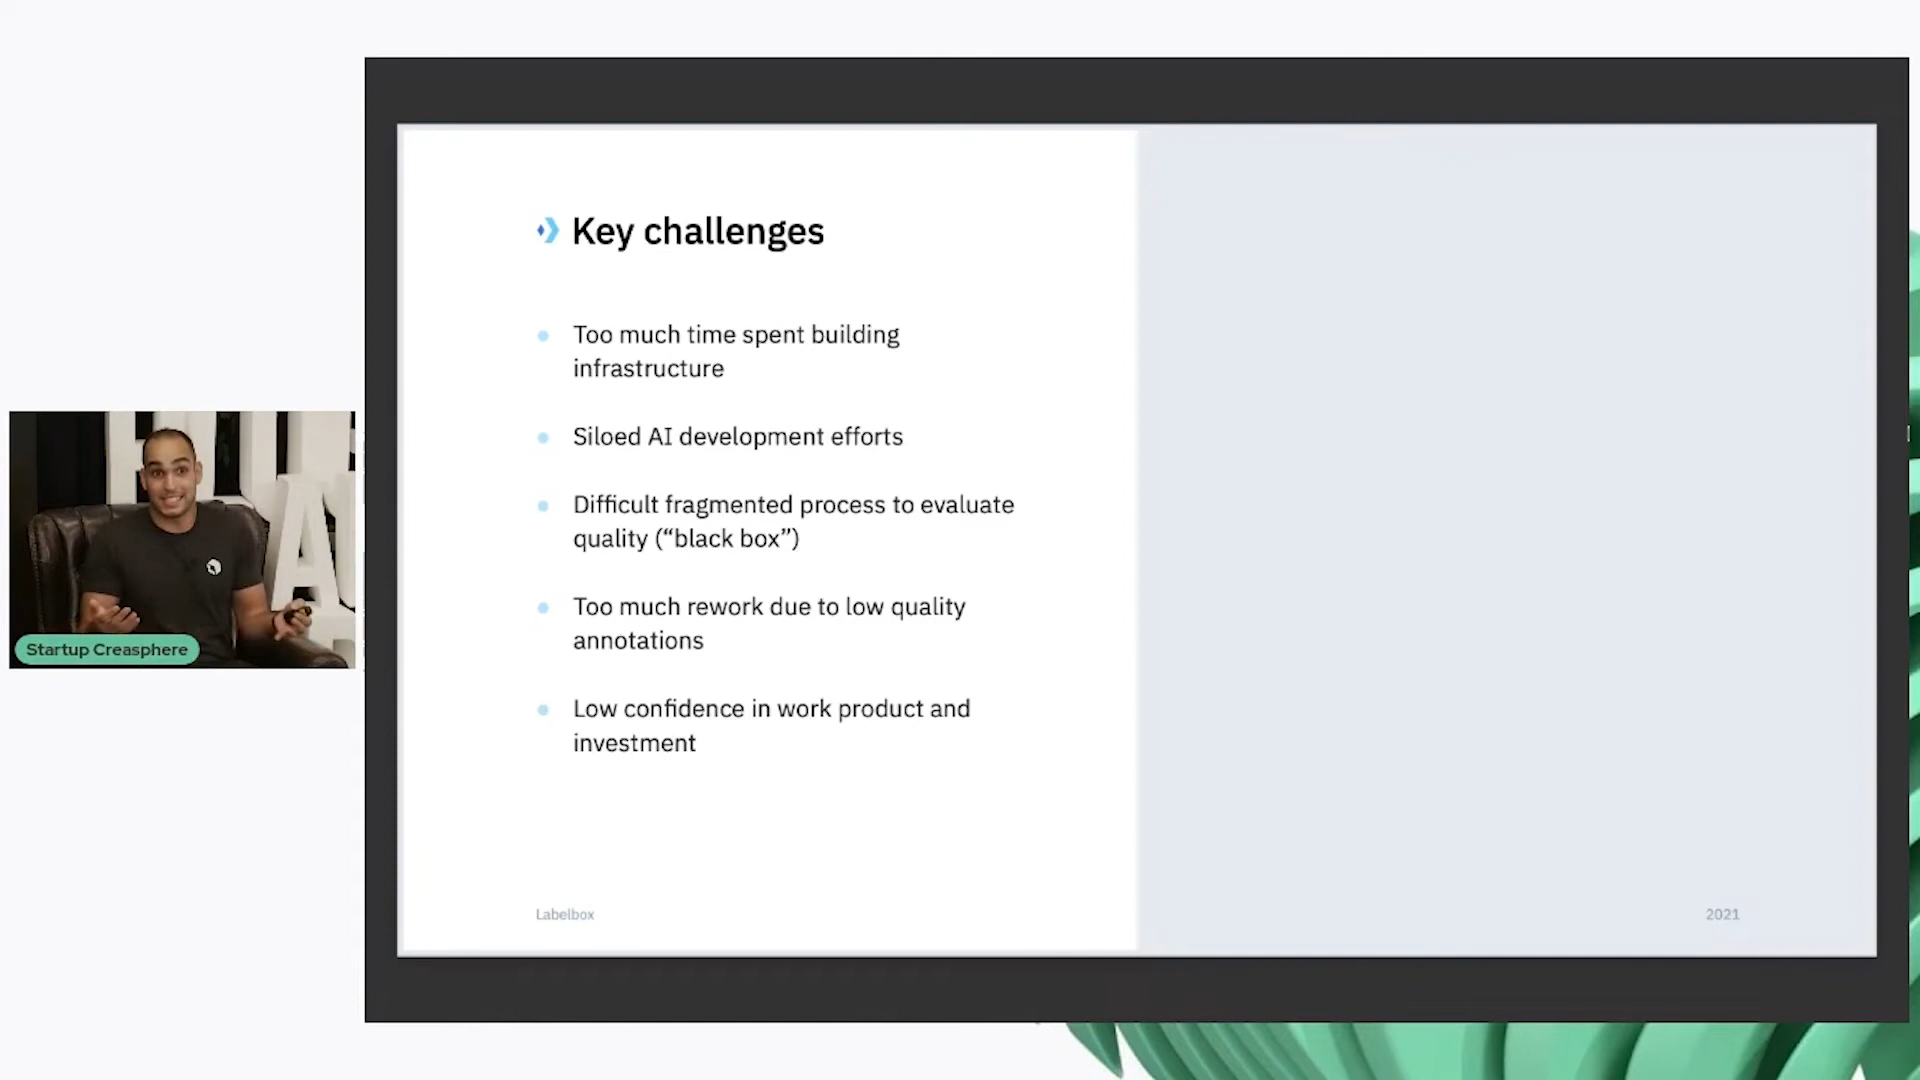 Key challenges
Too much time spent building
infrastructure
Siloed AI development efforts
Difficult fragmented process to evaluate
quality (“black box”)
Too much rework due to low quality
annotations
Low confidence in work product and
investment
Labelbox
2021
Startup Creasphere